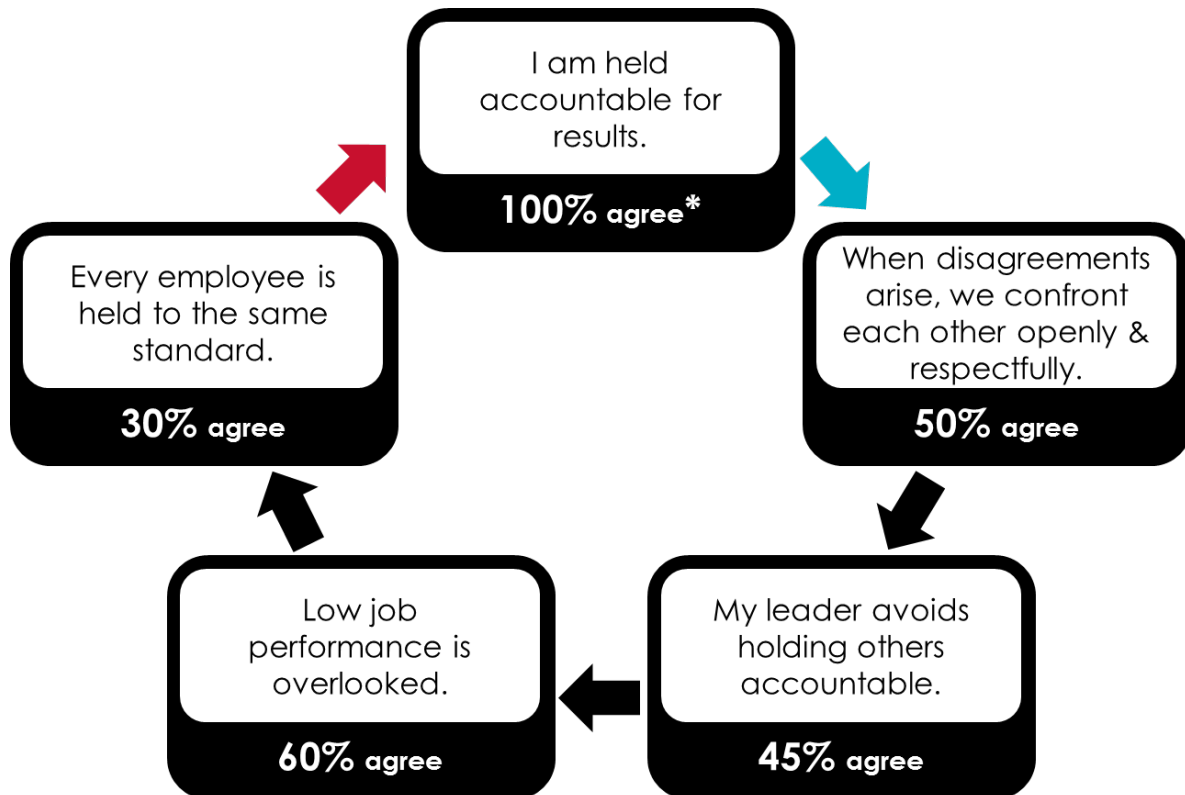 I am held
accountable for
results.
100% agree*
When disagreements
arise, we confront
each other openly &
respectfully.
50% agree
My leader avoids
holding others
accountable.
45% agree
Low job
performance is
overlooked.
60% agree
Every employee is
held to the same
standard.
30% agree